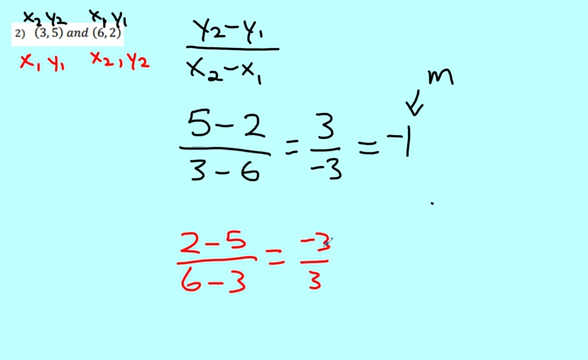 x2 y2 x1 y1
2) (3, 5) and (6, 2)
x1 y1 x2, y2
y2 - y1
x2 - x1
m
5 - 2 = 3 = -1
3 - 6 -3
2 - 5 = -3
6 - 3 3